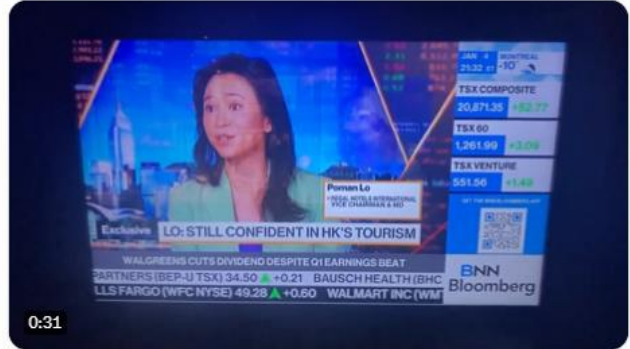 JAN 4 MONTREAL
21:32 ET -10°
TSX COMPOSITE
20,871.35 +52.77
TSX 60
1,261.99 +3.09
TSX VENTURE
551.56 +1.49
Poman Lo
REGAL HOTELS INTERNATIONAL
VICE CHAIRMAN & MD
Exclusive
LO: STILL CONFIDENT IN HK'S TOURISM
WALGREENS CUTS DIVIDEND DESPITE Q1 EARNINGS BEAT
PARTNERS (BEP-U TSX) 34.50 ▲ +0.21 BAUSCH HEALTH (BHC
LLS FARGO (WFC NYSE) 49.28 ▲ +0.60 WALMART INC (WM
BNN
Bloomberg
0:31